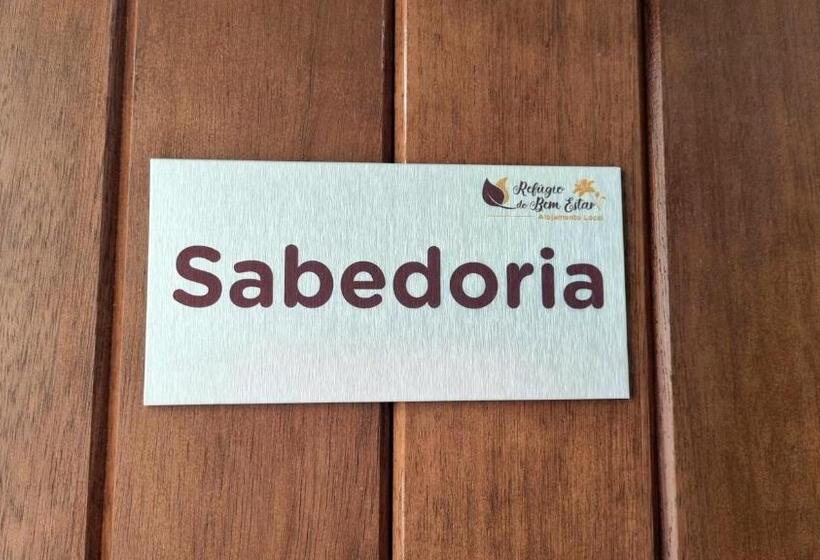 Refúgio
do Bem Estar
Alojamento Local
Sabedoria